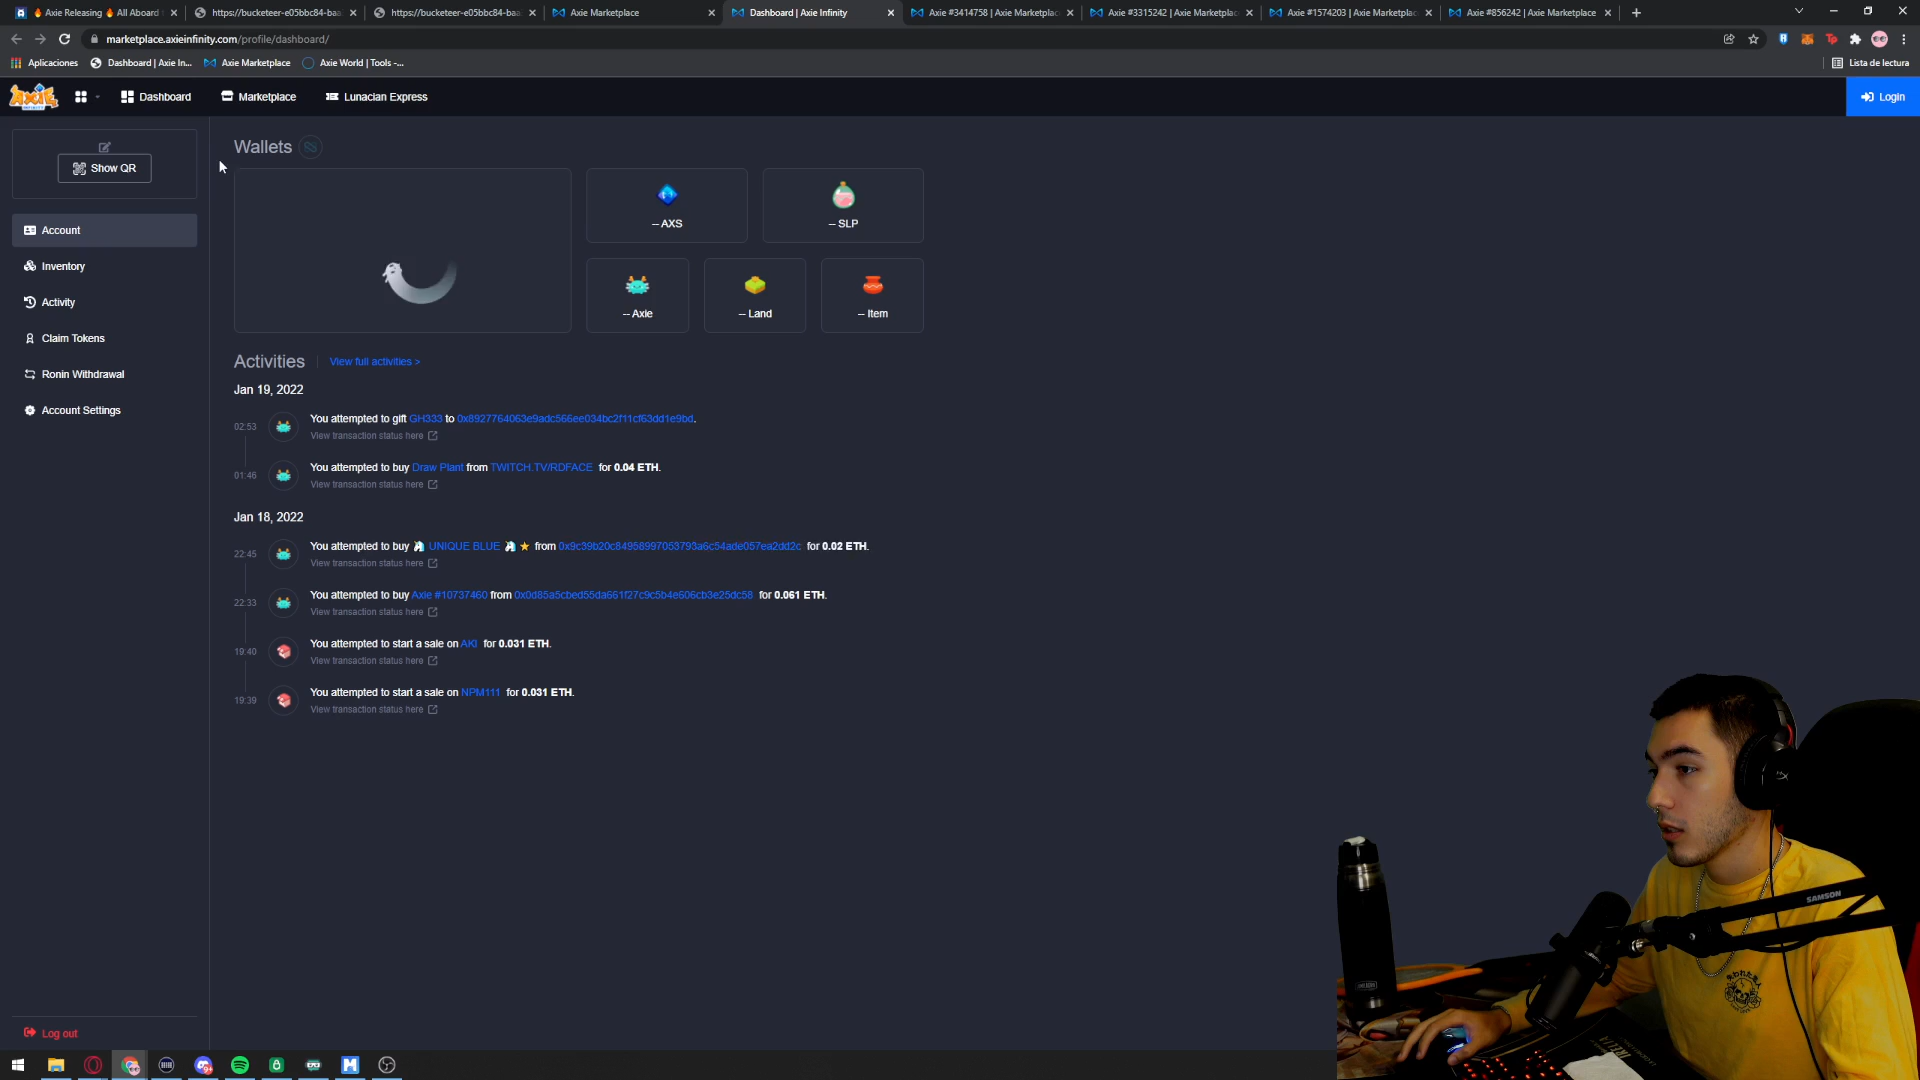 🔥 Axie Releasing 🔥 All Aboard
https://bucketeer-e05bbc84-baa
https://bucketeer-e05bbc84-baa
Axie Marketplace
Dashboard | Axie Infinity
Axie #3414758 | Axie Marketplac
Axie #3315242 | Axie Marketplac
Axie #1574203 | Axie Marketplac
Axie #856242 | Axie Marketplace
marketplace.axieinfinity.com/profile/dashboard/
Aplicaciones
Dashboard | Axie In...
Axie Marketplace
Axie World | Tools -...
Lista de lectura
AXIE
INFINITY
Dashboard
Marketplace
Lunacian Express
Login
Show QR
Account
Inventory
Activity
Claim Tokens
Ronin Withdrawal
Account Settings
Log out
Wallets
-- AXS
-- SLP
-- Axie
-- Land
-- Item
Activities
View full activities >
Jan 19, 2022
02:53
You attempted to gift GH333 to 0x8927764063e9adc566ee034bc2f11cf63dd1e9bd.
View transaction status here
01:46
You attempted to buy Draw Plant from TWITCH.TV/RDFACE for 0.04 ETH.
View transaction status here
Jan 18, 2022
22:45
You attempted to buy 🦄 UNIQUE BLUE 🦄 ⭐ from 0x9c39b20c84958997053793a6c54ade057ea2dd2c for 0.02 ETH.
View transaction status here
22:33
You attempted to buy Axie #10737460 from 0x0d85a5cbed55da661f27c9c5b4e606cb3e25dc58 for 0.061 ETH.
View transaction status here
19:40
You attempted to start a sale on AKI for 0.031 ETH.
View transaction status here
19:39
You attempted to start a sale on NPM111 for 0.031 ETH.
View transaction status here
SAMSON